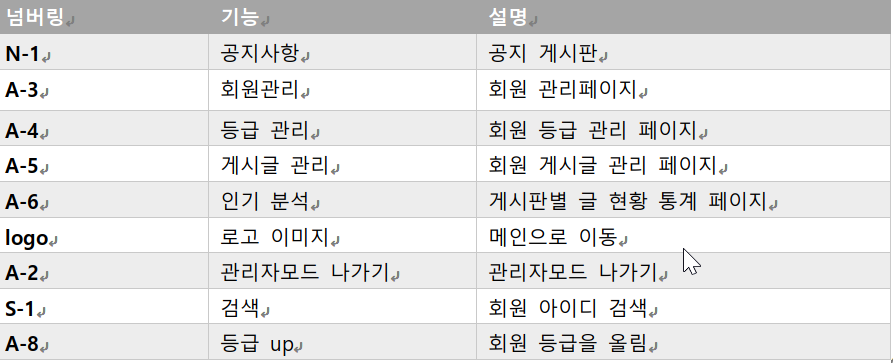 넘버링 기능 설명
N-1 공지사항 공지 게시판
A-3 회원관리 회원 관리페이지
A-4 등급 관리 회원 등급 관리 페이지
A-5 게시글 관리 회원 게시글 관리 페이지
A-6 인기 분석 게시판별 글 현황 통계 페이지
logo 로고 이미지 메인으로 이동
A-2 관리자모드 나가기 관리자모드 나가기
S-1 검색 회원 아이디 검색
A-8 등급 up 회원 등급을 올림